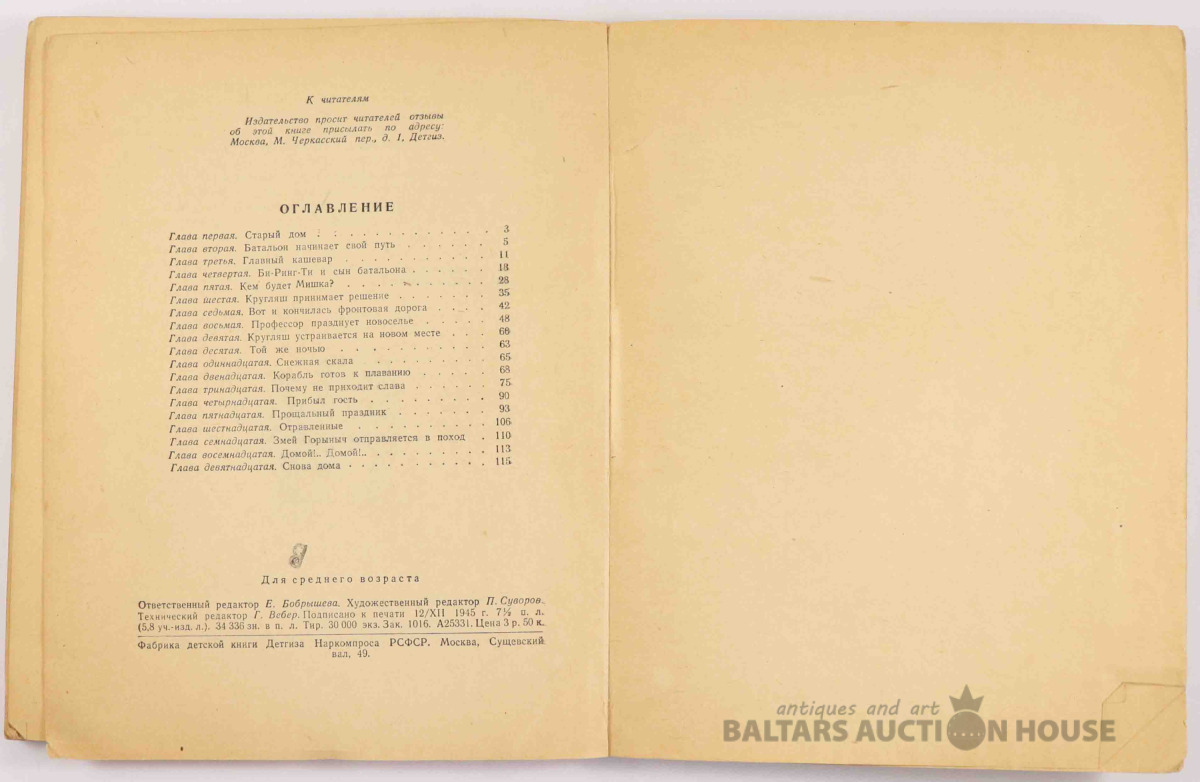 К читателям
Издательство просит читателей отзывы
об этой книге присылать по адресу:
Москва, М. Черкасский пер., д. 1, Детгиз.
ОГЛАВЛЕНИЕ
Глава первая. Старый дом . . . . . . . . . . . . 3
Глава вторая. Батальон начинает свой путь . . . . . . 5
Глава третья. Главный кашевар . . . . . . . . . . 11
Глава четвертая. Би-Ринг-Ти и сын батальона . . . . . . 18
Глава пятая. Кем будет Мишка? . . . . . . . . . . 28
Глава шестая. Кругляш принимает решение . . . . . . . 35
Глава седьмая. Вот и кончилась фронтовая дорога . . . . 42
Глава восьмая. Профессор празднует новоселье . . . . . 48
Глава девятая. Кругляш устраивается на новом месте . . . 60
Глава десятая. Той же ночью . . . . . . . . . . . 63
Глава одиннадцатая. Снежная скала . . . . . . . . . 65
Глава двенадцатая. Корабль готов к плаванию . . . . . 68
Глава тринадцатая. Почему не приходит слава . . . . . . 75
Глава четырнадцатая. Прибыл гость . . . . . . . . . 90
Глава пятнадцатая. Прощальный праздник . . . . . . . 93
Глава шестнадцатая. Отравленные . . . . . . . . . . 106
Глава семнадцатая. Змей Горыныч отправляется в поход . 110
Глава восемнадцатая. Домой!.. Домой!.. . . . . . . . . 113
Глава девятнадцатая. Снова дома . . . . . . . . . . . 115
Для среднего возраста
Ответственный редактор Е. Бобрышева. Художественный редактор П. Суворов.
Технический редактор Г. Вебер. Подписано к печати 12/XII 1945 г. 7½ п. л.
(5,8 уч.-изд. л.). 34 336 зн. в п. л. Тир. 30 000 экз. Зак. 1016. А25331. Цена 3 р. 50 к.
Фабрика детской книги Детгиза Наркомпроса РСФСР. Москва, Сущевский
вал, 49.
antiques and art
BALTARS AUCTION HOUSE